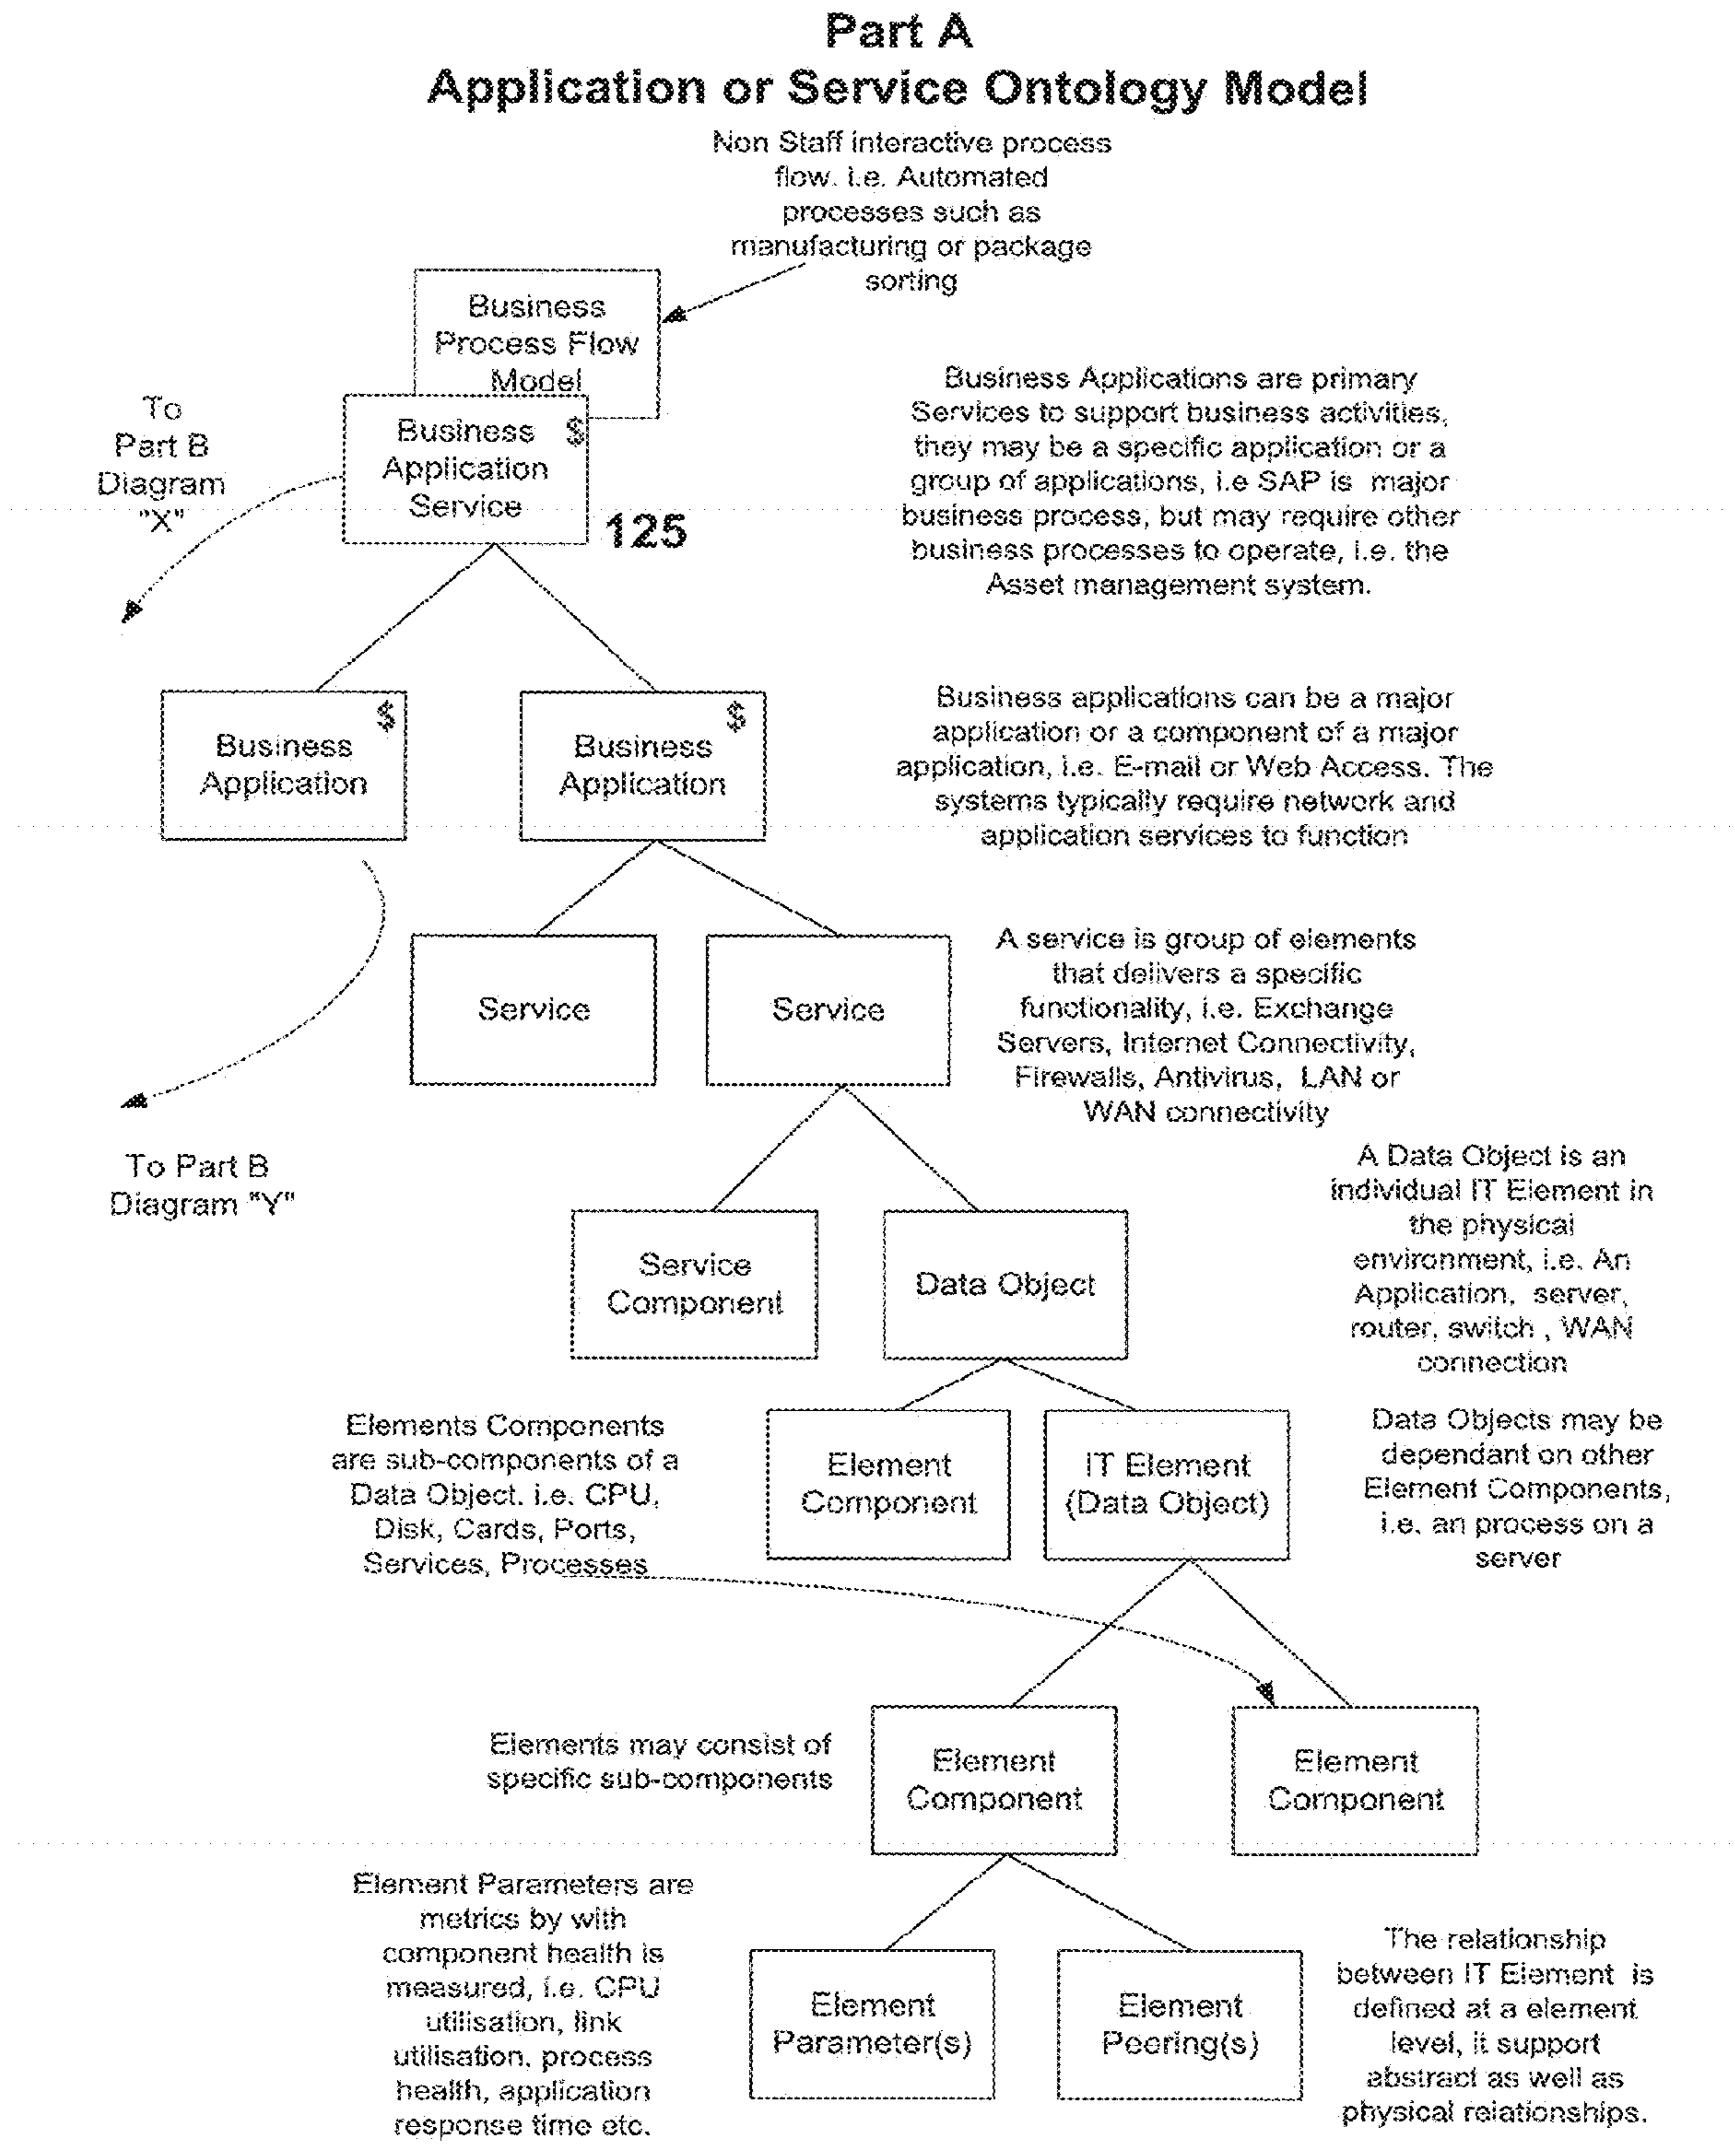 Part A
Application or Service Ontology Model
Non Staff interactive process
flow. i.e. Automated
processes such as
manufacturing or package
sorting
Business
Process Flow
Model
To
Part B
Diagram
"X"
Business $
Application
Service
125
Business Applications are primary
Services to support business activities,
they may be a specific application or a
group of applications, i.e SAP is major
business process, but may require other
business processes to operate, i.e. the
Asset management system.
$
Business
Application
$
Business
Application
Business applications can be a major
application or a component of a major
application, i.e. E-mail or Web Access. The
systems typically require network and
application services to function
Service
Service
A service is group of elements
that delivers a specific
functionality, i.e. Exchange
Servers, Internet Connectivity,
Firewalls, Antivirus, LAN or
WAN connectivity
To Part B
Diagram "Y"
Service
Component
Data Object
A Data Object is an
individual IT Element in
the physical
environment, i.e. An
Application, server,
router, switch , WAN
connection
Elements Components
are sub-components of a
Data Object. i.e. CPU,
Disk, Cards, Ports,
Services, Processes
Element
Component
IT Element
(Data Object)
Data Objects may be
dependant on other
Element Components,
i.e. an process on a
server
Elements may consist of
specific sub-components
Element
Component
Element
Component
Element Parameters are
metrics by with
component health is
measured, i.e. CPU
utilisation, link
utilisation, process
health, application
response time etc.
Element
Parameter(s)
Element
Peering(s)
The relationship
between IT Element is
defined at a element
level, it support
abstract as well as
physical relationships.